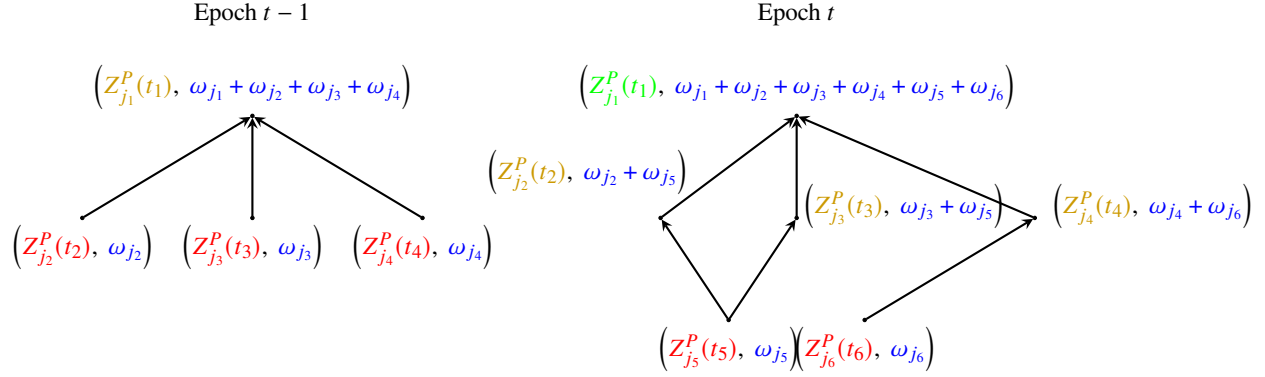 Epoch t − 1
Epoch t
(Z^P_{j_1}(t_1), ω_{j_1} + ω_{j_2} + ω_{j_3} + ω_{j_4})
(Z^P_{j_1}(t_1), ω_{j_1} + ω_{j_2} + ω_{j_3} + ω_{j_4} + ω_{j_5} + ω_{j_6})
(Z^P_{j_2}(t_2), ω_{j_2} + ω_{j_5})
(Z^P_{j_3}(t_3), ω_{j_3} + ω_{j_5})
(Z^P_{j_4}(t_4), ω_{j_4} + ω_{j_6})
(Z^P_{j_2}(t_2), ω_{j_2})
(Z^P_{j_3}(t_3), ω_{j_3})
(Z^P_{j_4}(t_4), ω_{j_4})
(Z^P_{j_5}(t_5), ω_{j_5})
(Z^P_{j_6}(t_6), ω_{j_6})